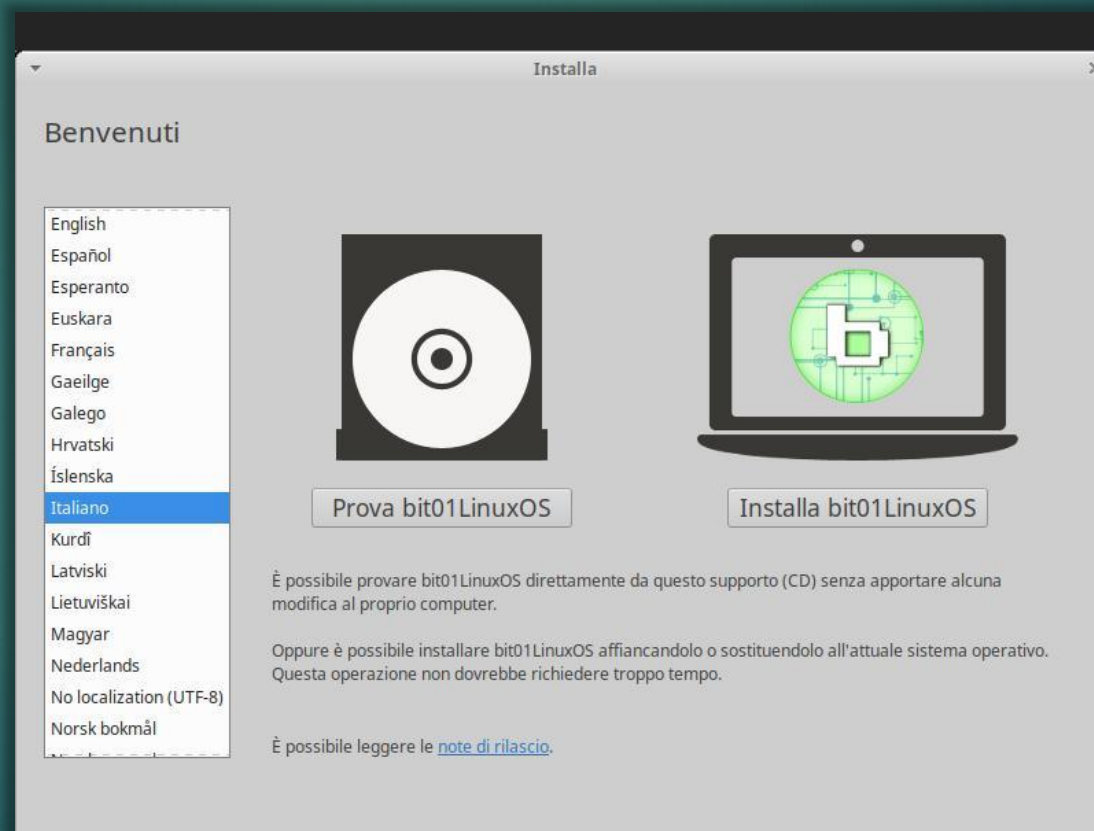 Installa
Benvenuti
English
Español
Esperanto
Euskara
Français
Gaeilge
Galego
Hrvatski
Íslenska
Italiano
Kurdî
Latviski
Lietuviškai
Magyar
Nederlands
No localization (UTF-8)
Norsk bokmål
b
Prova bit01LinuxOS
Installa bit01LinuxOS
È possibile provare bit01LinuxOS direttamente da questo supporto (CD) senza apportare alcuna
modifica al proprio computer.
Oppure è possibile installare bit01LinuxOS affiancandolo o sostituendolo all'attuale sistema operativo.
Questa operazione non dovrebbe richiedere troppo tempo.
È possibile leggere le note di rilascio.